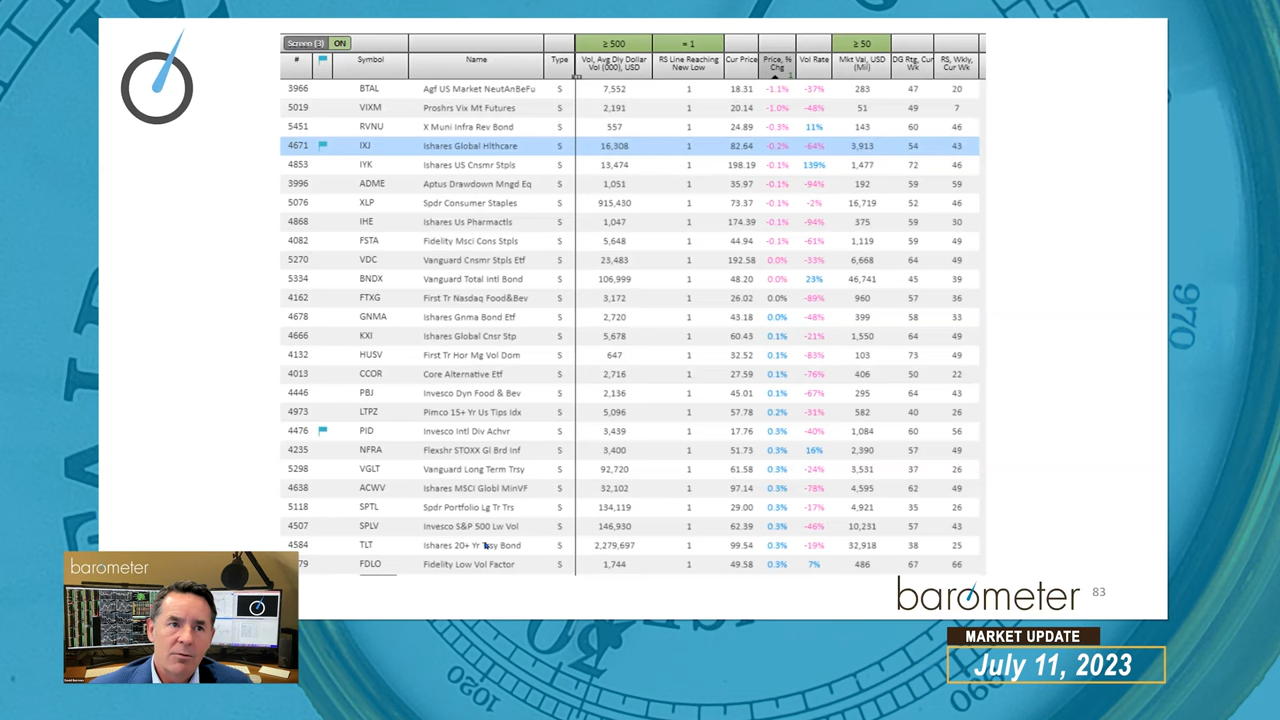 Screen (3) ON ≥ 500 = 1 ≥ 50
# Symbol Name Type Vol, Avg Dly Dollar Vol (000), USD RS Line Reaching New Low Cur Price Price, % Chg Vol Rate Mkt Val, USD (Mil) DG Rtg, Cur Wk RS, Wkly, Cur Wk
3966 BTAL Agf US Market NeutAnBeFu S 7,552 1 18.31 -1.1% -37% 283 47 20
5019 VIXM Proshrs Vix Mt Futures S 2,191 1 20.14 -1.0% -48% 51 49 7
5451 RVNU X Muni Infra Rev Bond S 557 1 24.89 -0.3% 11% 143 60 46
4671 IXJ Ishares Global Hlthcare S 16,308 1 82.64 -0.2% -64% 3,913 54 43
4853 IYK Ishares US Cnsmr Stpls S 13,474 1 198.19 -0.1% 139% 1,477 72 46
3996 ADME Aptus Drawdown Mngd Eq S 1,051 1 35.97 -0.1% -94% 192 59 59
5076 XLP Spdr Consumer Staples S 915,430 1 73.37 -0.1% -2% 16,719 52 46
4868 IHE Ishares Us Pharmactls S 1,047 1 174.39 -0.1% -94% 375 59 30
4082 FSTA Fidelity Msci Cons Stpls S 5,648 1 44.94 -0.1% -61% 1,119 59 49
5270 VDC Vanguard Cnsmr Stpls Etf S 23,483 1 192.58 0.0% -33% 6,668 64 49
5334 BNDX Vanguard Total Intl Bond S 106,999 1 48.20 0.0% 23% 46,741 45 39
4162 FTXG First Tr Nasdaq Food&Bev S 3,172 1 26.02 0.0% -89% 960 57 36
4678 GNMA Ishares Gnma Bond Etf S 2,720 1 43.18 0.0% -48% 399 58 33
4666 KXI Ishares Global Cnsr Stp S 5,678 1 60.43 0.1% -21% 1,550 64 49
4132 HUSV First Tr Hor Mg Vol Dom S 647 1 32.52 0.1% -83% 103 73 49
4013 CCOR Core Alternative Etf S 2,716 1 27.59 0.1% -76% 406 50 22
4446 PBJ Invesco Dyn Food & Bev S 2,136 1 45.01 0.1% -67% 295 64 43
4973 LTPZ Pimco 15+ Yr Us Tips Idx S 5,096 1 57.78 0.2% -31% 582 40 26
4476 PID Invesco Intl Div Achvr S 3,439 1 17.76 0.3% -40% 1,084 60 56
4235 NFRA Flexshr STOXX Gl Brd Inf S 3,400 1 51.73 0.3% 16% 2,390 57 49
5298 VGLT Vanguard Long Term Trsy S 92,720 1 61.58 0.3% -24% 3,531 37 26
4638 ACWV Ishares MSCI Globl MinVF S 32,102 1 97.14 0.3% -78% 4,595 62 49
5118 SPTL Spdr Portfolio Lg Tr Trs S 134,119 1 29.00 0.3% -17% 4,921 35 26
4507 SPLV Invesco S&P 500 Lw Vol S 146,930 1 62.39 0.3% -46% 10,231 57 43
4584 TLT Ishares 20+ Yr Trsy Bond S 2,279,697 1 99.54 0.3% -19% 32,918 38 25
79 FDLO Fidelity Low Vol Factor S 1,744 1 49.58 0.3% 7% 486 67 66
barometer
barometer 83
MARKET UPDATE
July 11, 2023
970
1020
990